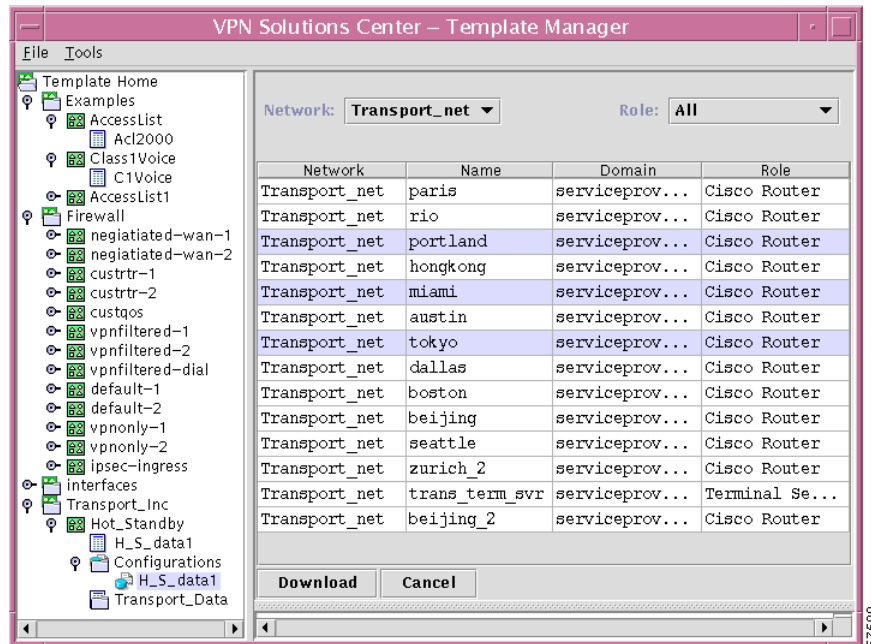 VPN Solutions Center – Template Manager
File Tools
Template Home
Examples
AccessList
Acl2000
Class1Voice
C1Voice
AccessList1
Firewall
negiatiated-wan-1
negiatiated-wan-2
custrtr-1
custrtr-2
custqos
vpnfiltered-1
vpnfiltered-2
vpnfiltered-dial
default-1
default-2
vpnonly-1
vpnonly-2
ipsec-ingress
interfaces
Transport_Inc
Hot_Standby
H_S_data1
Configurations
H_S_data1
Transport_Data
Network: Transport_net Role: All
Network Name Domain Role
Transport_net paris serviceprov... Cisco Router
Transport_net rio serviceprov... Cisco Router
Transport_net portland serviceprov... Cisco Router
Transport_net hongkong serviceprov... Cisco Router
Transport_net miami serviceprov... Cisco Router
Transport_net austin serviceprov... Cisco Router
Transport_net tokyo serviceprov... Cisco Router
Transport_net dallas serviceprov... Cisco Router
Transport_net boston serviceprov... Cisco Router
Transport_net beijing serviceprov... Cisco Router
Transport_net seattle serviceprov... Cisco Router
Transport_net zurich_2 serviceprov... Cisco Router
Transport_net trans_term_svr serviceprov... Terminal Se...
Transport_net beijing_2 serviceprov... Cisco Router
Download Cancel